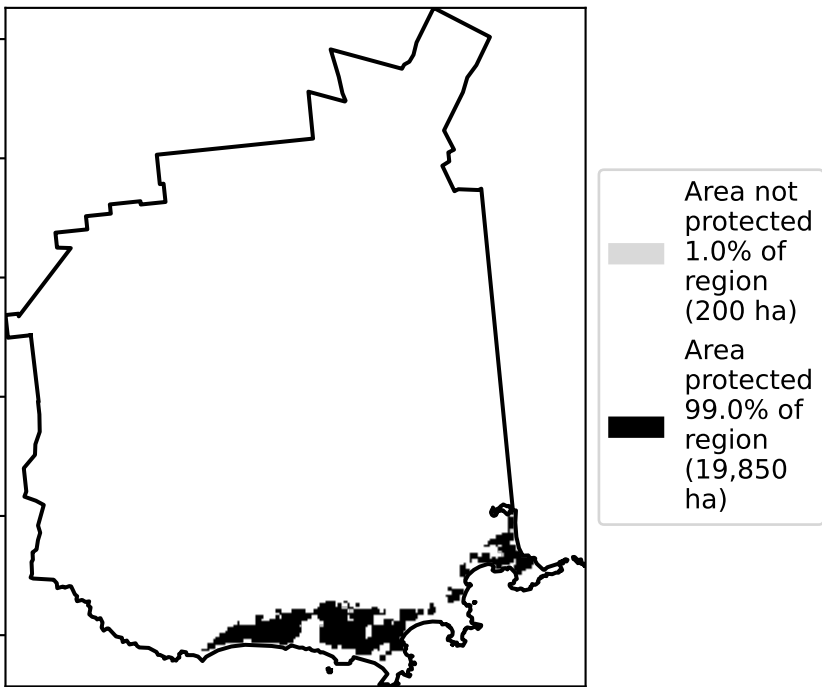 Area not
protected
1.0% of
region
(200 ha)
Area
protected
99.0% of
region
(19,850
ha)